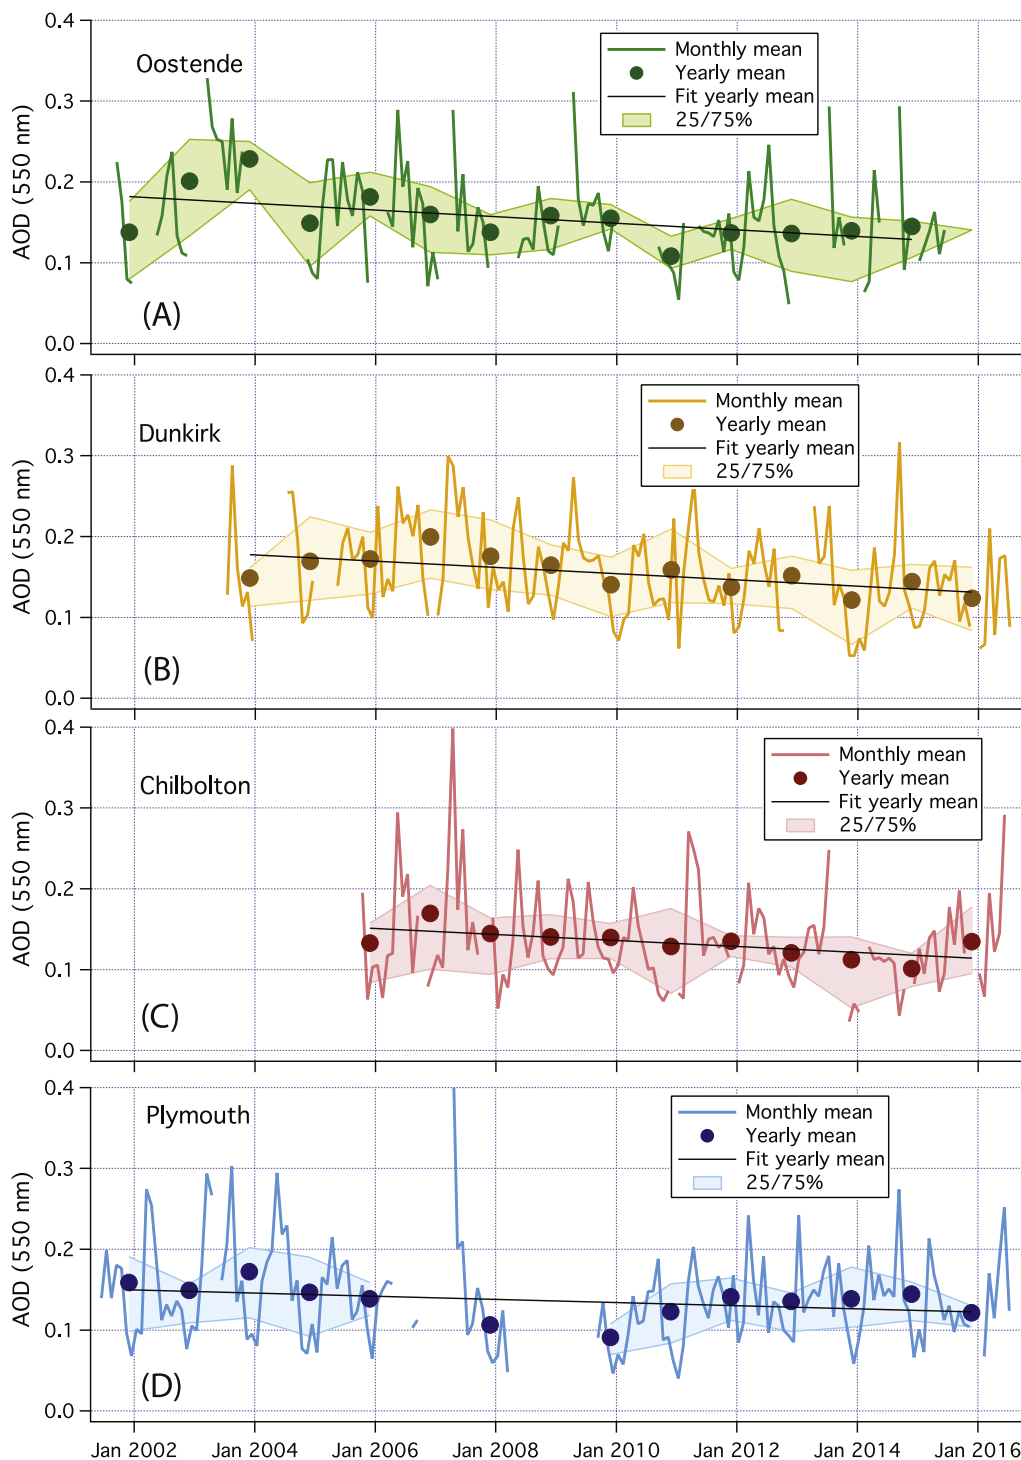 0.4
Oostende
Monthly mean
Yearly mean
Fit yearly mean
25/75%
0.3
0.2
0.1
0.0
AOD (550 nm)
(A)
0.4
Dunkirk
Monthly mean
Yearly mean
Fit yearly mean
25/75%
0.3
0.2
0.1
0.0
AOD (550 nm)
(B)
0.4
Chilbolton
Monthly mean
Yearly mean
Fit yearly mean
25/75%
0.3
0.2
0.1
0.0
AOD (550 nm)
(C)
0.4
Plymouth
Monthly mean
Yearly mean
Fit yearly mean
25/75%
0.3
0.2
0.1
0.0
AOD (550 nm)
(D)
Jan 2002 Jan 2004 Jan 2006 Jan 2008 Jan 2010 Jan 2012 Jan 2014 Jan 2016